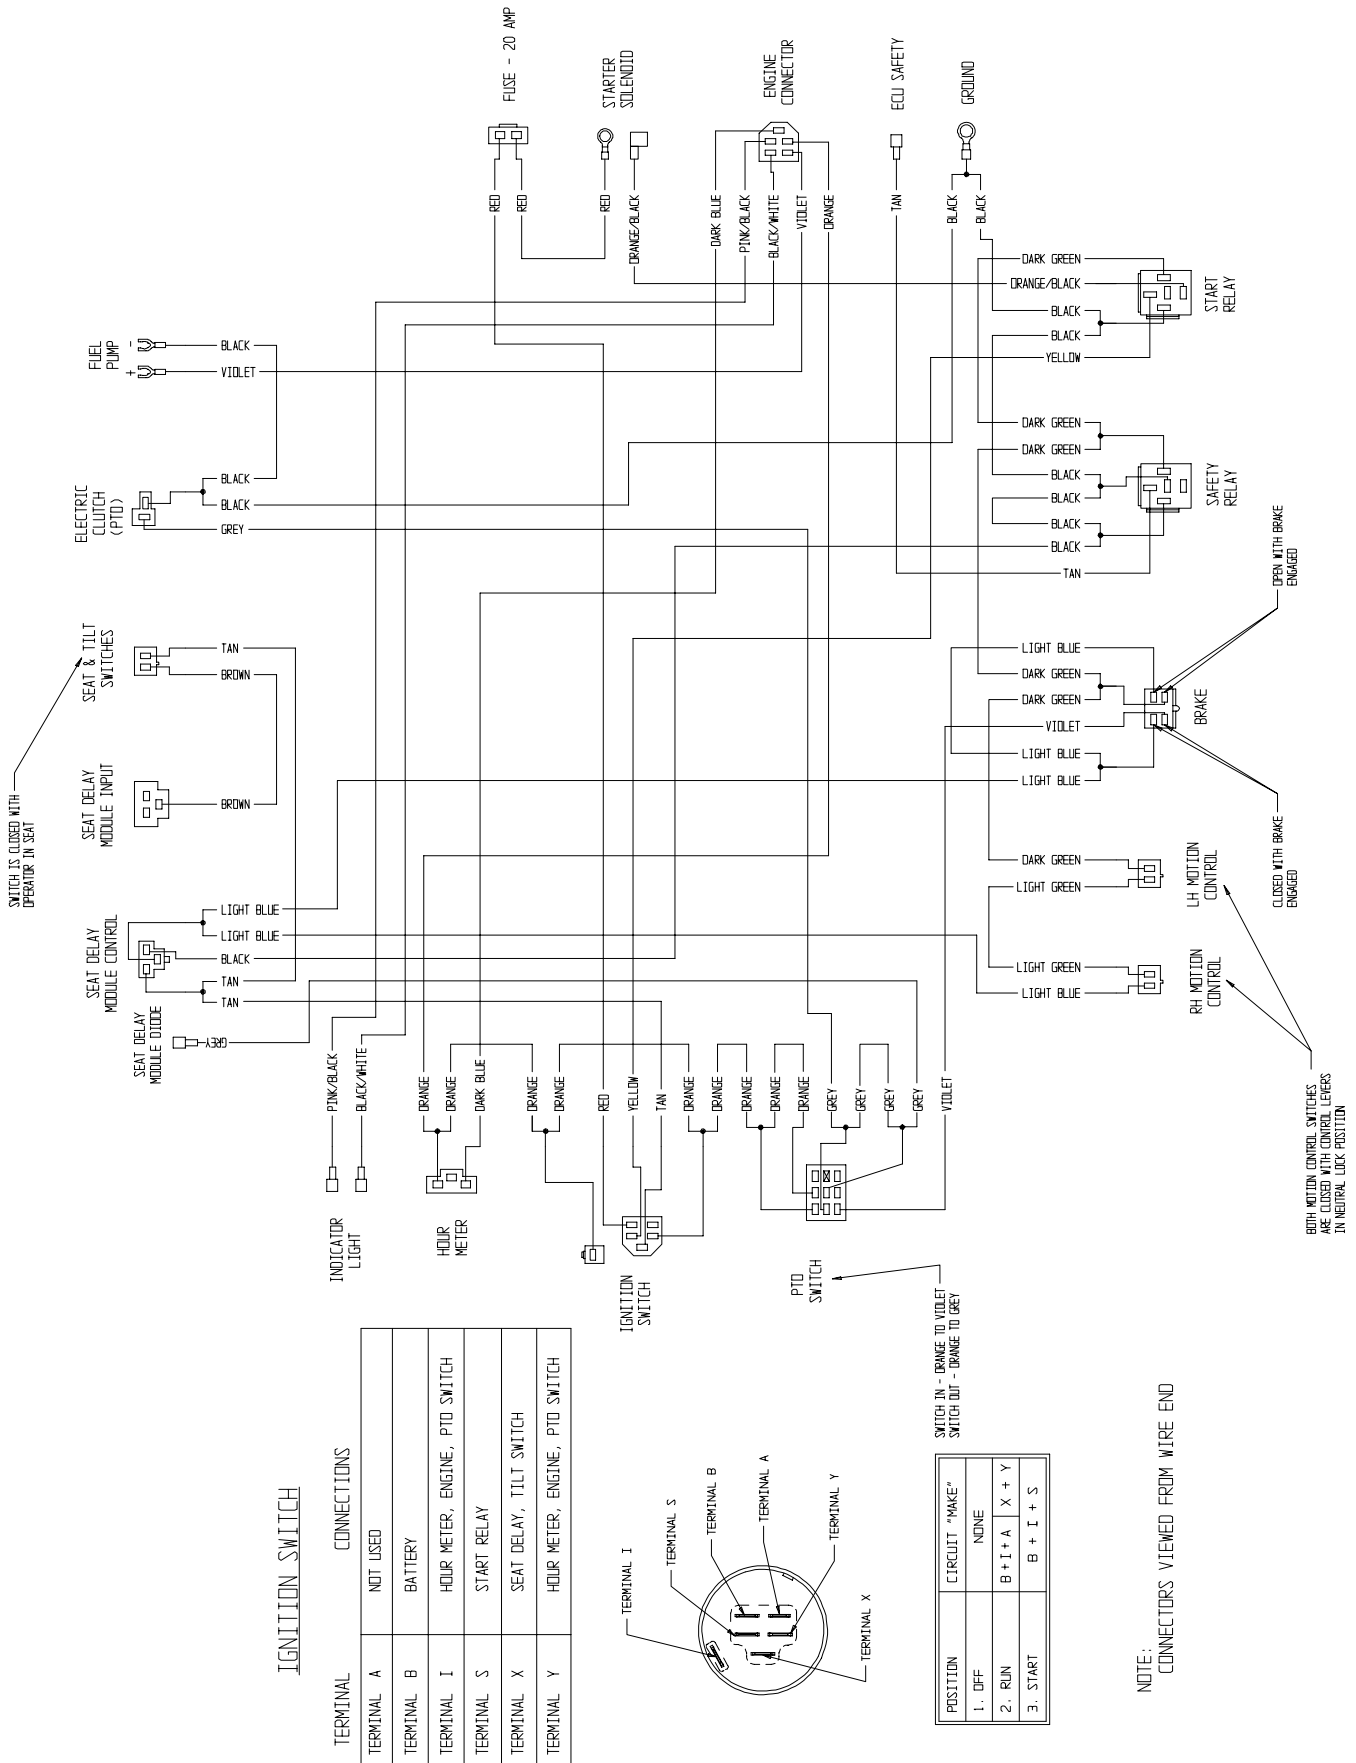 FUSE - 20 AMP
STARTER
SOLENOID
ENGINE
CONNECTOR
ECU SAFETY
GROUND
RED
RED
RED
ORANGE/BLACK
DARK BLUE
PINK/BLACK
BLACK/WHITE
VIOLET
ORANGE
TAN
BLACK
BLACK
DARK GREEN
ORANGE/BLACK
BLACK
BLACK
YELLOW
START
RELAY
FUEL
PUMP
-
+
BLACK
VIOLET
ELECTRIC
CLUTCH
(PTO)
BLACK
BLACK
GREY
DARK GREEN
DARK GREEN
BLACK
BLACK
BLACK
BLACK
TAN
SAFETY
RELAY
OPEN WITH BRAKE
ENGAGED
SEAT & TILT
SWITCHES
TAN
BROWN
SWITCH IS CLOSED WITH
OPERATOR IN SEAT
SEAT DELAY
MODULE INPUT
BROWN
LIGHT BLUE
DARK GREEN
DARK GREEN
VIOLET
LIGHT BLUE
LIGHT BLUE
BRAKE
CLOSED WITH BRAKE
ENGAGED
SEAT DELAY
MODULE CONTROL
LIGHT BLUE
LIGHT BLUE
BLACK
TAN
TAN
DARK GREEN
LIGHT GREEN
LH MOTION
CONTROL
LIGHT GREEN
LIGHT BLUE
RH MOTION
CONTROL
BOTH MOTION CONTROL SWITCHES
ARE CLOSED WITH CONTROL LEVERS
IN NEUTRAL LOCK POSITION
SEAT DELAY
MODULE DIODE
GREY
PINK/BLACK
BLACK/WHITE
ORANGE
ORANGE
DARK BLUE
ORANGE
ORANGE
RED
YELLOW
TAN
ORANGE
ORANGE
ORANGE
ORANGE
ORANGE
GREY
GREY
GREY
GREY
VIOLET
INDICATOR
LIGHT
HOUR
METER
IGNITION
SWITCH
PTO
SWITCH
SWITCH IN - ORANGE TO VIOLET
SWITCH OUT - ORANGE TO GREY
IGNITION SWITCH
TERMINAL CONNECTIONS
TERMINAL A NOT USED
TERMINAL B BATTERY
TERMINAL I HOUR METER, ENGINE, PTO SWITCH
TERMINAL S START RELAY
TERMINAL X SEAT DELAY, TILT SWITCH
TERMINAL Y HOUR METER, ENGINE, PTO SWITCH
TERMINAL I
TERMINAL S
TERMINAL B
TERMINAL A
TERMINAL Y
TERMINAL X
POSITION CIRCUIT "MAKE"
1. OFF NONE
2. RUN B+I+A X + Y
3. START B + I + S
NOTE:
CONNECTORS VIEWED FROM WIRE END